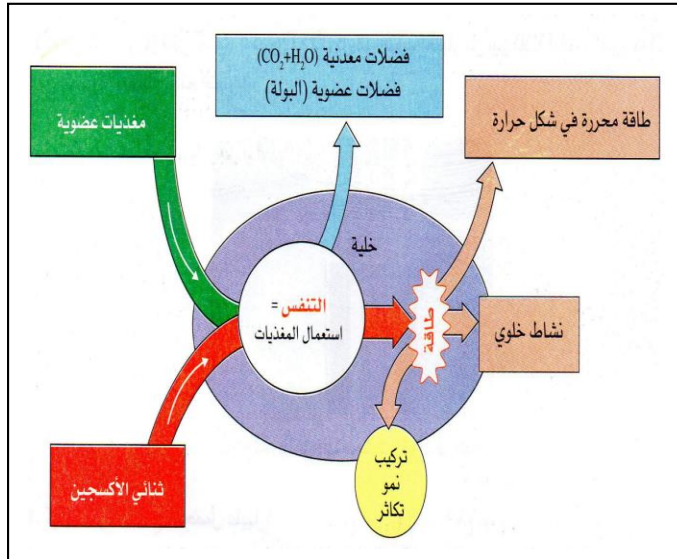 فضلات معدنية (CO₂+H₂O)
فضلات عضوية (البولة)
طاقة محررة في شكل حرارة
مغذيات عضوية
خلية
التنفس =
استعمال المغذيات
طاقة
نشاط خلوي
ثنائي الأكسجين
تركيب
نمو
تكاثر